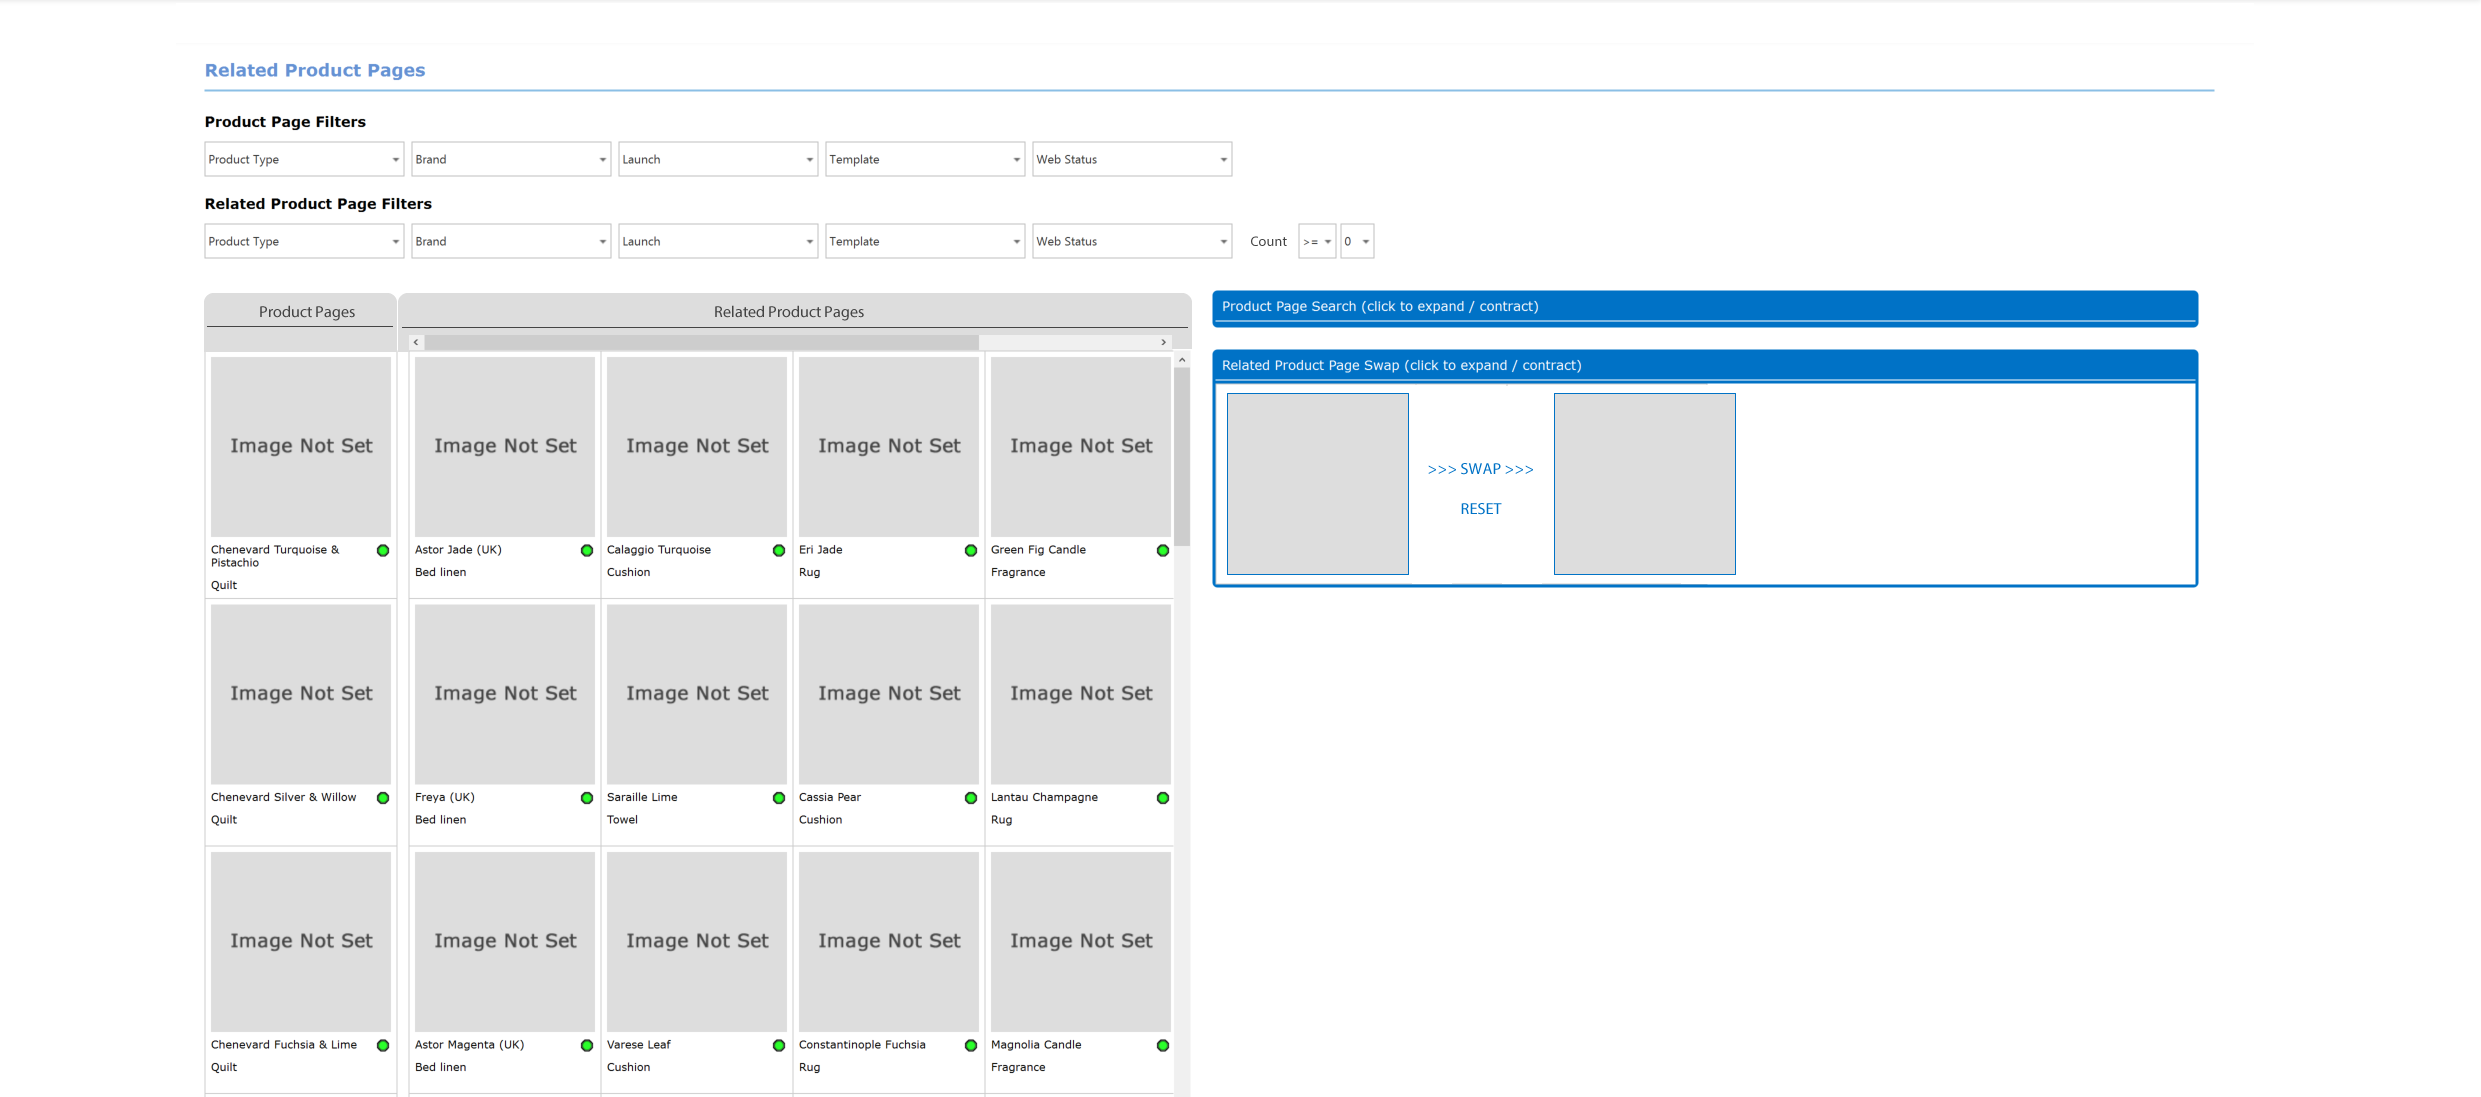 Related Product Pages
Product Page Filters
Product Type Brand Launch Template Web Status
Related Product Page Filters
Product Type Brand Launch Template Web Status Count >= 0
Product Pages Related Product Pages
Product Page Search (click to expand / contract)
Related Product Page Swap (click to expand / contract)
>>> SWAP >>>
RESET
Image Not Set Image Not Set Image Not Set Image Not Set Image Not Set
Chenevard Turquoise & Astor Jade (UK) Calaggio Turquoise Eri Jade Green Fig Candle
Pistachio
Bed linen Cushion Rug Fragrance
Quilt
Image Not Set Image Not Set Image Not Set Image Not Set Image Not Set
Chenevard Silver & Willow Freya (UK) Saraille Lime Cassia Pear Lantau Champagne
Quilt Bed linen Towel Cushion Rug
Image Not Set Image Not Set Image Not Set Image Not Set Image Not Set
Chenevard Fuchsia & Lime Astor Magenta (UK) Varese Leaf Constantinople Fuchsia Magnolia Candle
Quilt Bed linen Cushion Rug Fragrance